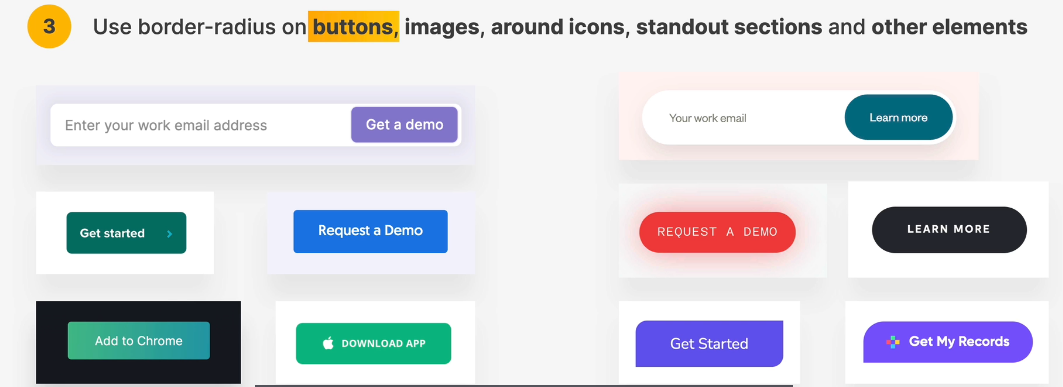 3 Use border-radius on buttons, images, around icons, standout sections and other elements
Enter your work email address Get a demo
Your work email Learn more
Get started
Request a Demo
REQUEST A DEMO
LEARN MORE
Add to Chrome
DOWNLOAD APP
Get Started
Get My Records